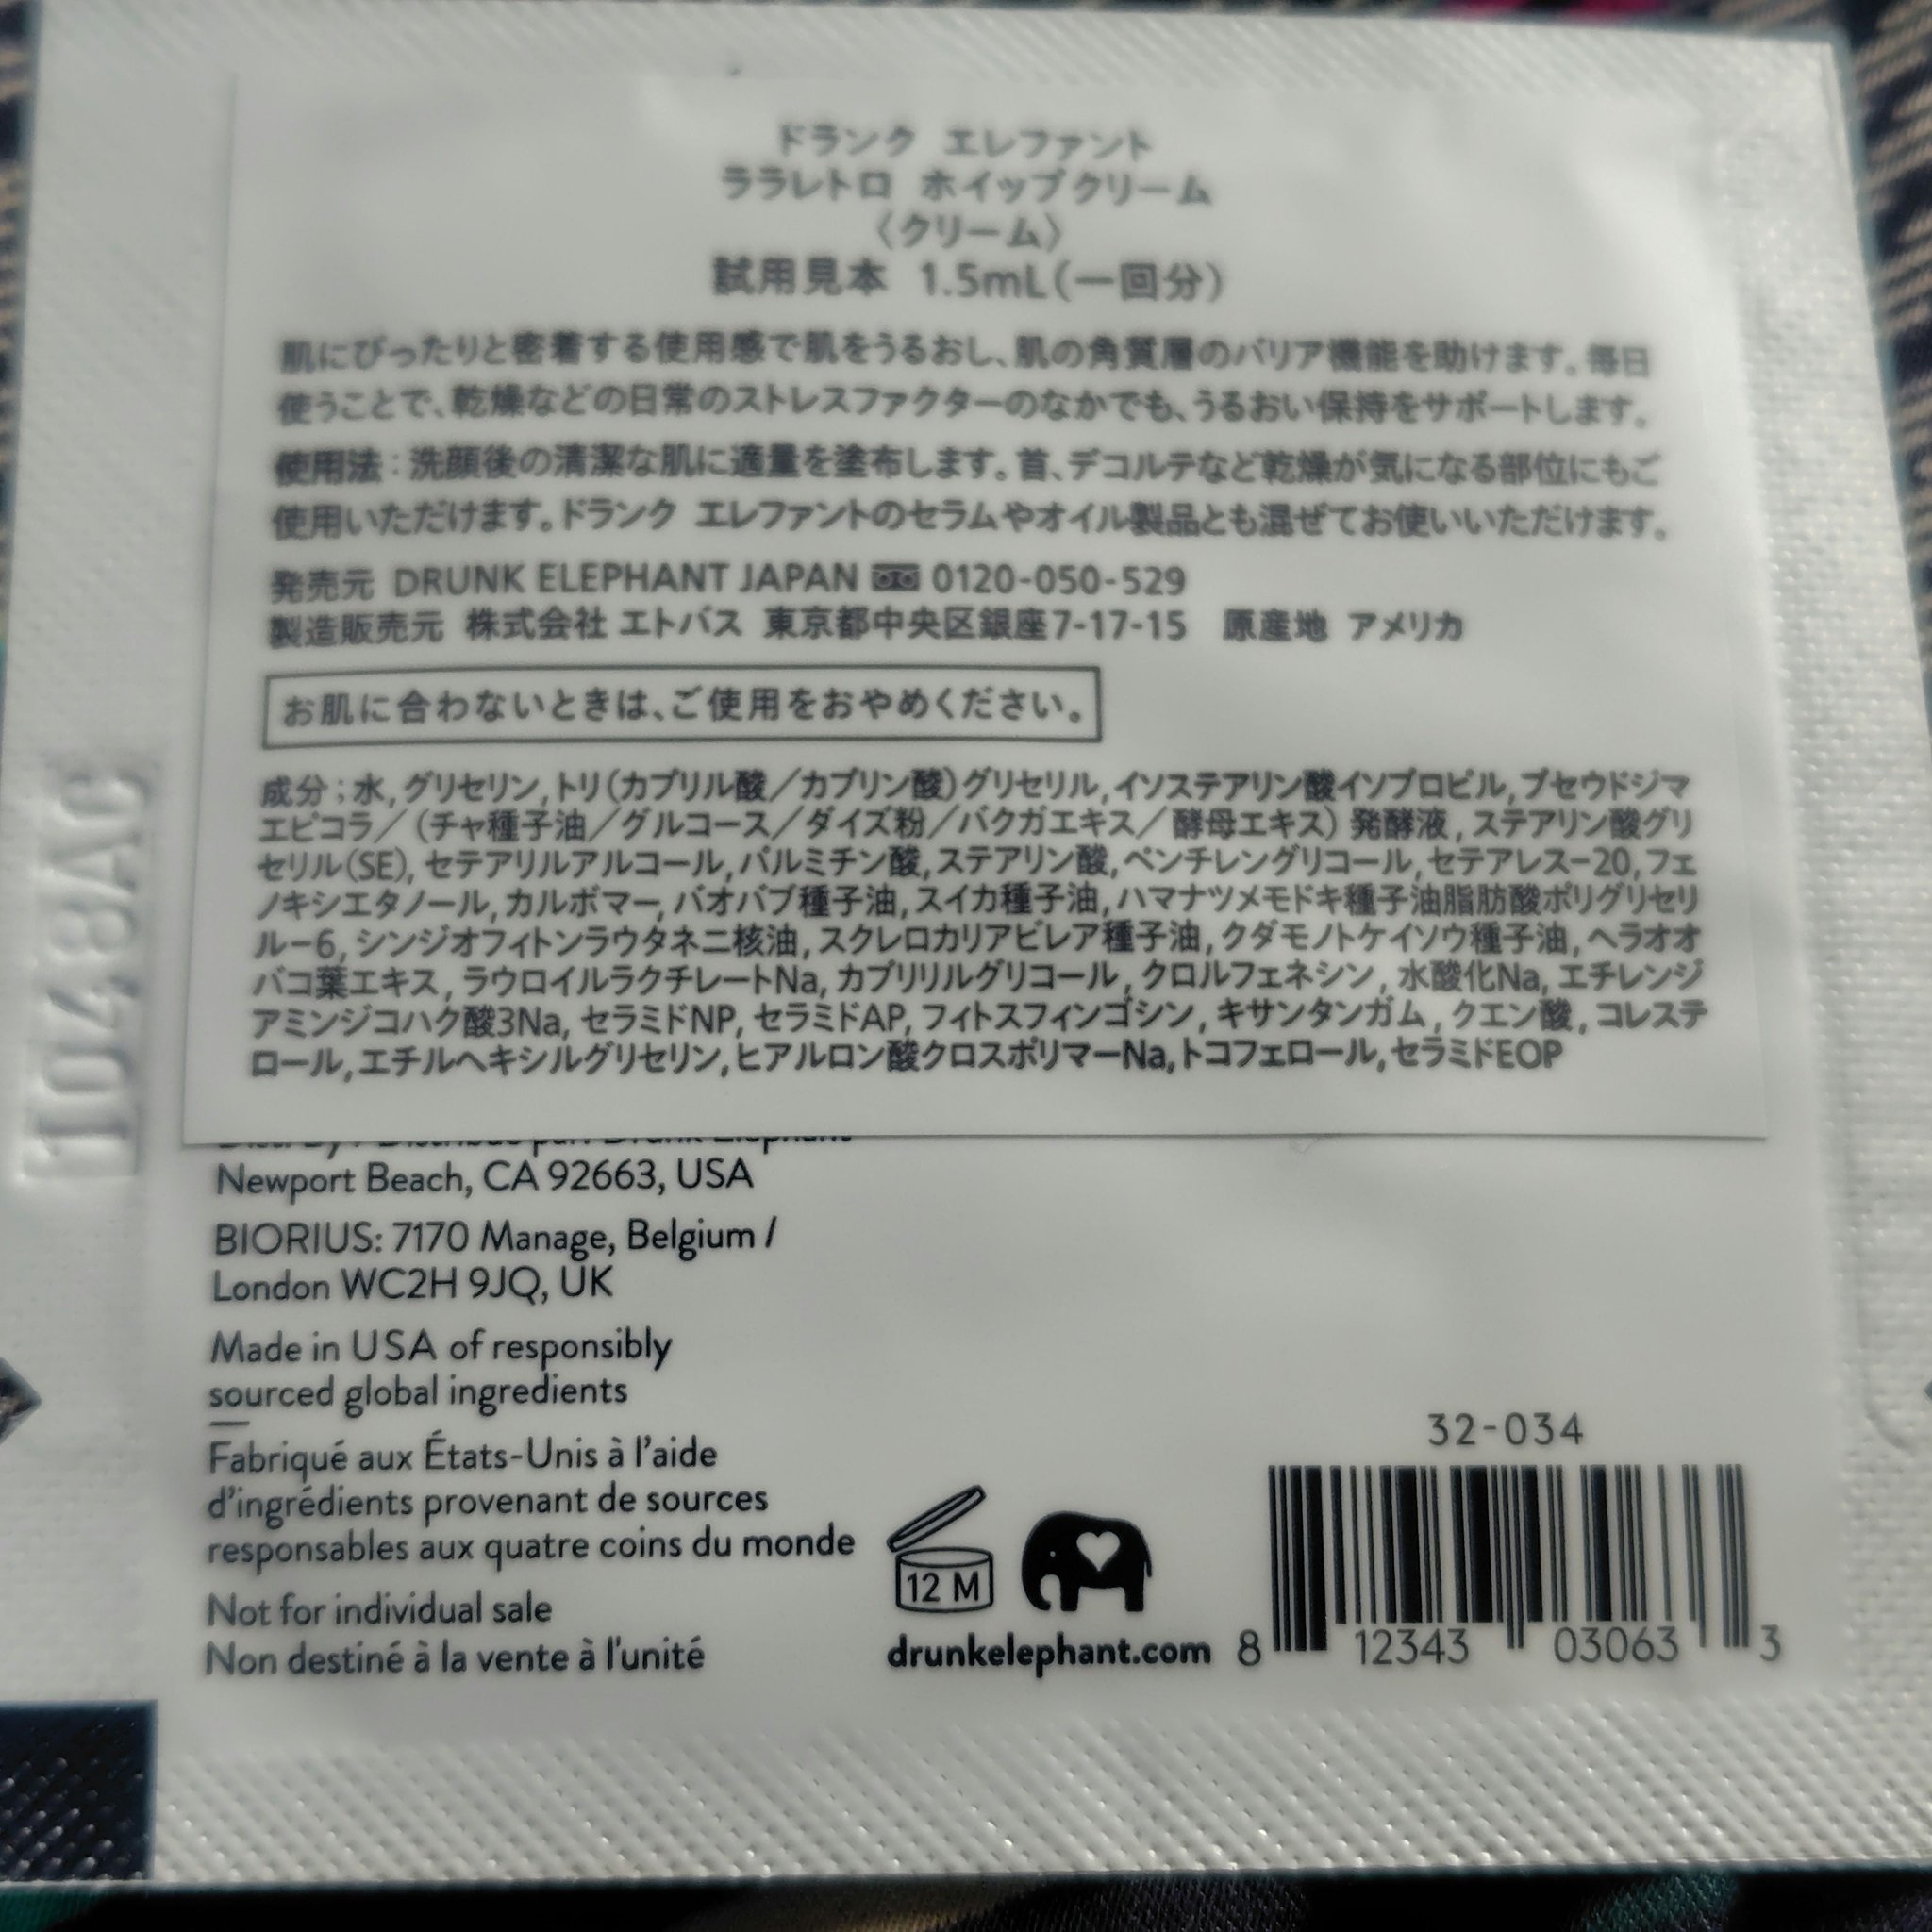 ドランク エレファント
ララレトロ ホイップクリーム
〈クリーム〉
試用見本 1.5mL(一回分)
肌にぴったりと密着する使用感で肌をうるおし、肌の角質層のバリア機能を助けます。毎日
使うことで、乾燥などの日常のストレスファクターのなかでも、うるおい保持をサポートします。
使用法：洗顔後の清潔な肌に適量を塗布します。首、デコルテなど乾燥が気になる部位にもご
使用いただけます。ドランク エレファントのセラムやオイル製品とも混ぜてお使いいただけます。
発売元 DRUNK ELEPHANT JAPAN 0120-050-529
製造販売元 株式会社 エトバス 東京都中央区銀座7-17-15 原産地 アメリカ
お肌に合わないときは、ご使用をおやめください。
成分；水, グリセリン, トリ(カプリル酸／カプリン酸)グリセリル, イソステアリン酸イソプロピル, プセウドジマ
エピコラ／（チャ種子油／グルコース／ダイズ粉／バクガエキス／酵母エキス）発酵液, ステアリン酸グリ
セリル(SE), セテアリルアルコール, パルミチン酸, ステアリン酸, ペンチレングリコール, セテアレス－20, フェ
ノキシエタノール, カルボマー, バオバブ種子油, スイカ種子油, ハマナツメモドキ種子油脂肪酸ポリグリセリ
ル－6, シンジオフィトンラウタネニ核油, スクレロカリアビレア種子油, クダモノトケイソウ種子油, ヘラオオ
バコ葉エキス, ラウロイルラクチレートNa, カプリリルグリコール, クロルフェネシン, 水酸化Na, エチレンジ
アミンジコハク酸3Na, セラミドNP, セラミドAP, フィトスフィンゴシン, キサンタンガム, クエン酸, コレステ
ロール, エチルヘキシルグリセリン, ヒアルロン酸クロスポリマーNa, トコフェロール, セラミドEOP
1048AC
Newport Beach, CA 92663, USA
BIORIUS: 7170 Manage, Belgium /
London WC2H 9JQ, UK
Made in USA of responsibly
sourced global ingredients
Fabriqué aux États-Unis à l'aide
d'ingrédients provenant de sources
responsables aux quatre coins du monde
Not for individual sale
Non destiné à la vente à l'unité
12 M
drunkelephant.com
32-034
8 12343 03063 3